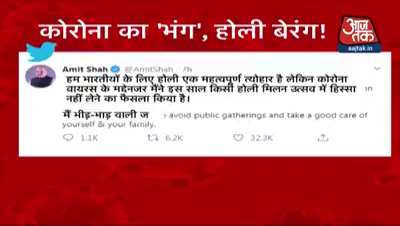 कोरोना का 'भंग', होली बेरंग!
आज तक
aajtak.in
Amit Shah @AmitShah · 7h
हम भारतीयों के लिए होली एक महत्वपूर्ण त्यौहार है लेकिन कोरोना
वायरस के मद्देनजर मैंने इस साल किसी होली मिलन उत्सव में हिस्सा on
नहीं लेने का फैसला किया है।
मैं भीड़-भाड़ वाली ज avoid public gatherings and take a good care of
yourself & your family.
1.1K 6.2K 32.3K